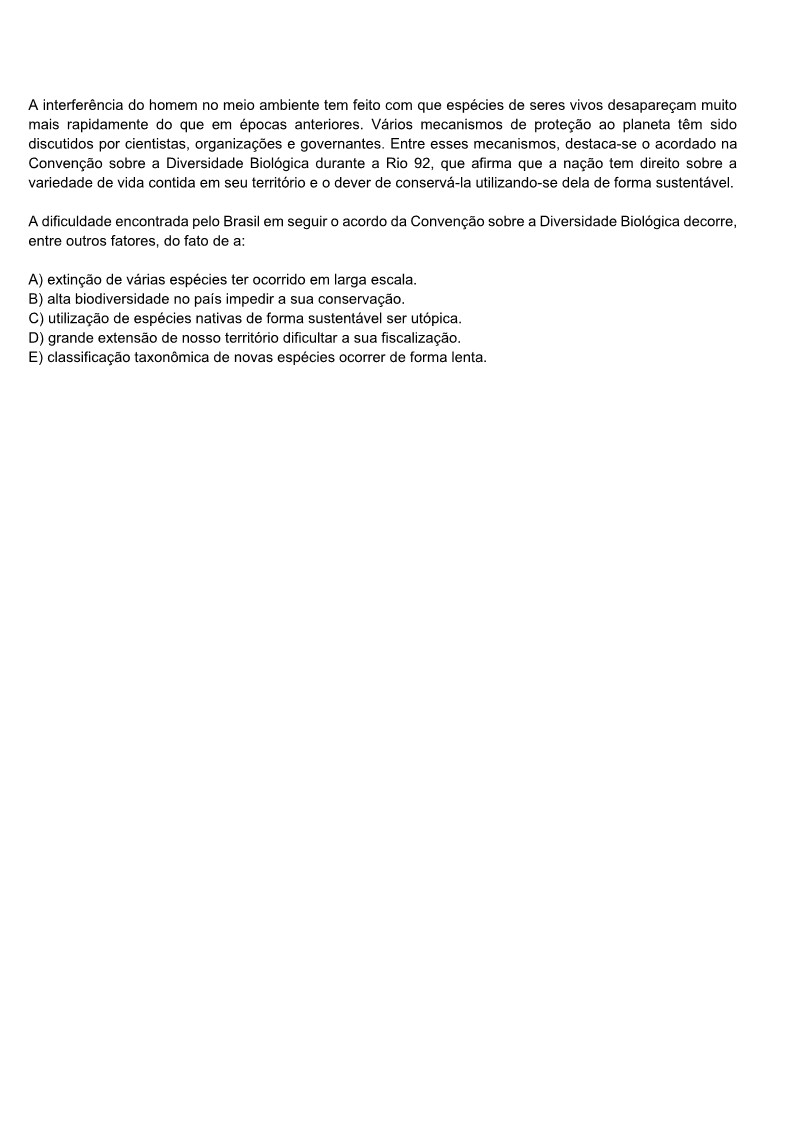 A interferência do homem no meio ambiente tem feito com que espécies de seres vivos desapareçam muito
mais rapidamente do que em épocas anteriores. Vários mecanismos de proteção ao planeta têm sido
discutidos por cientistas, organizações e governantes. Entre esses mecanismos, destaca-se o acordado na
Convenção sobre a Diversidade Biológica durante a Rio 92, que afirma que a nação tem direito sobre a
variedade de vida contida em seu território e o dever de conservá-la utilizando-se dela de forma sustentável.
A dificuldade encontrada pelo Brasil em seguir o acordo da Convenção sobre a Diversidade Biológica decorre,
entre outros fatores, do fato de a:
A) extinção de várias espécies ter ocorrido em larga escala.
B) alta biodiversidade no país impedir a sua conservação.
C) utilização de espécies nativas de forma sustentável ser utópica.
D) grande extensão de nosso território dificultar a sua fiscalização.
E) classificação taxonômica de novas espécies ocorrer de forma lenta.